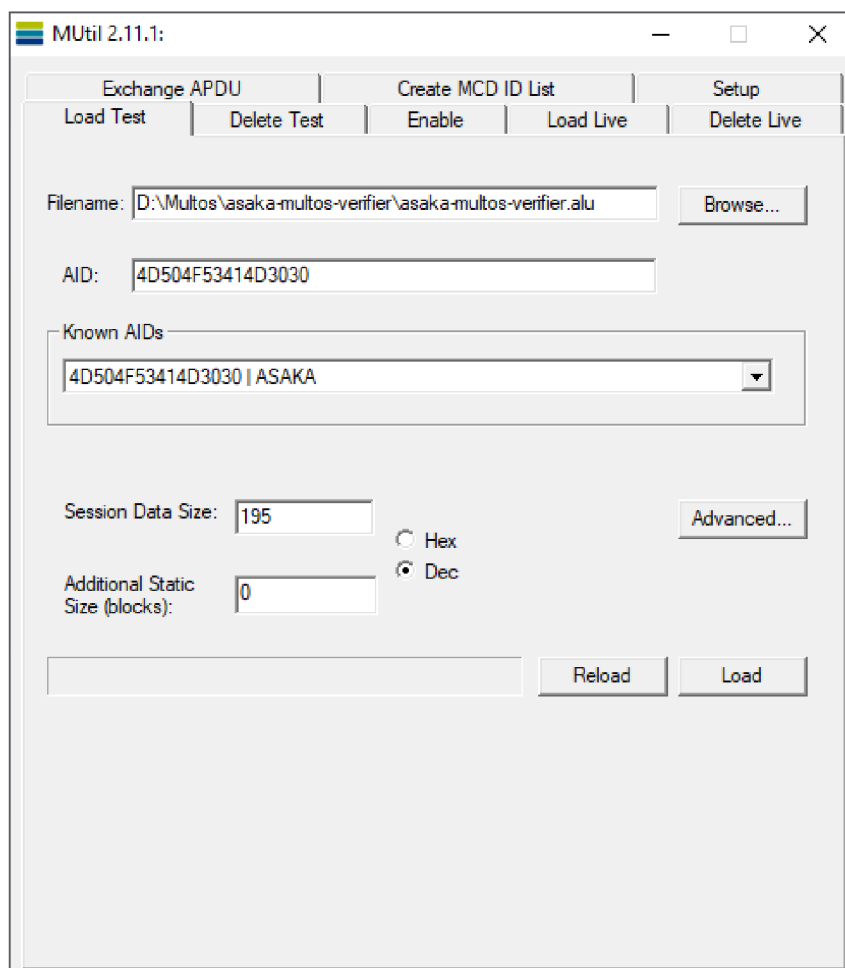 MUtil 2.11.1:
Exchange APDU Create MCD ID List Setup
Load Test Delete Test Enable Load Live Delete Live
Filename: D:\Multos\asaka-multos-verifier\asaka-multos-verifier.alu Browse...
AID: 4D504F53414D3030
Known AIDs
4D504F53414D3030 | ASAKA
Session Data Size: 195 Advanced...
Hex
Dec
Additional Static
Size (blocks): 0
Reload Load